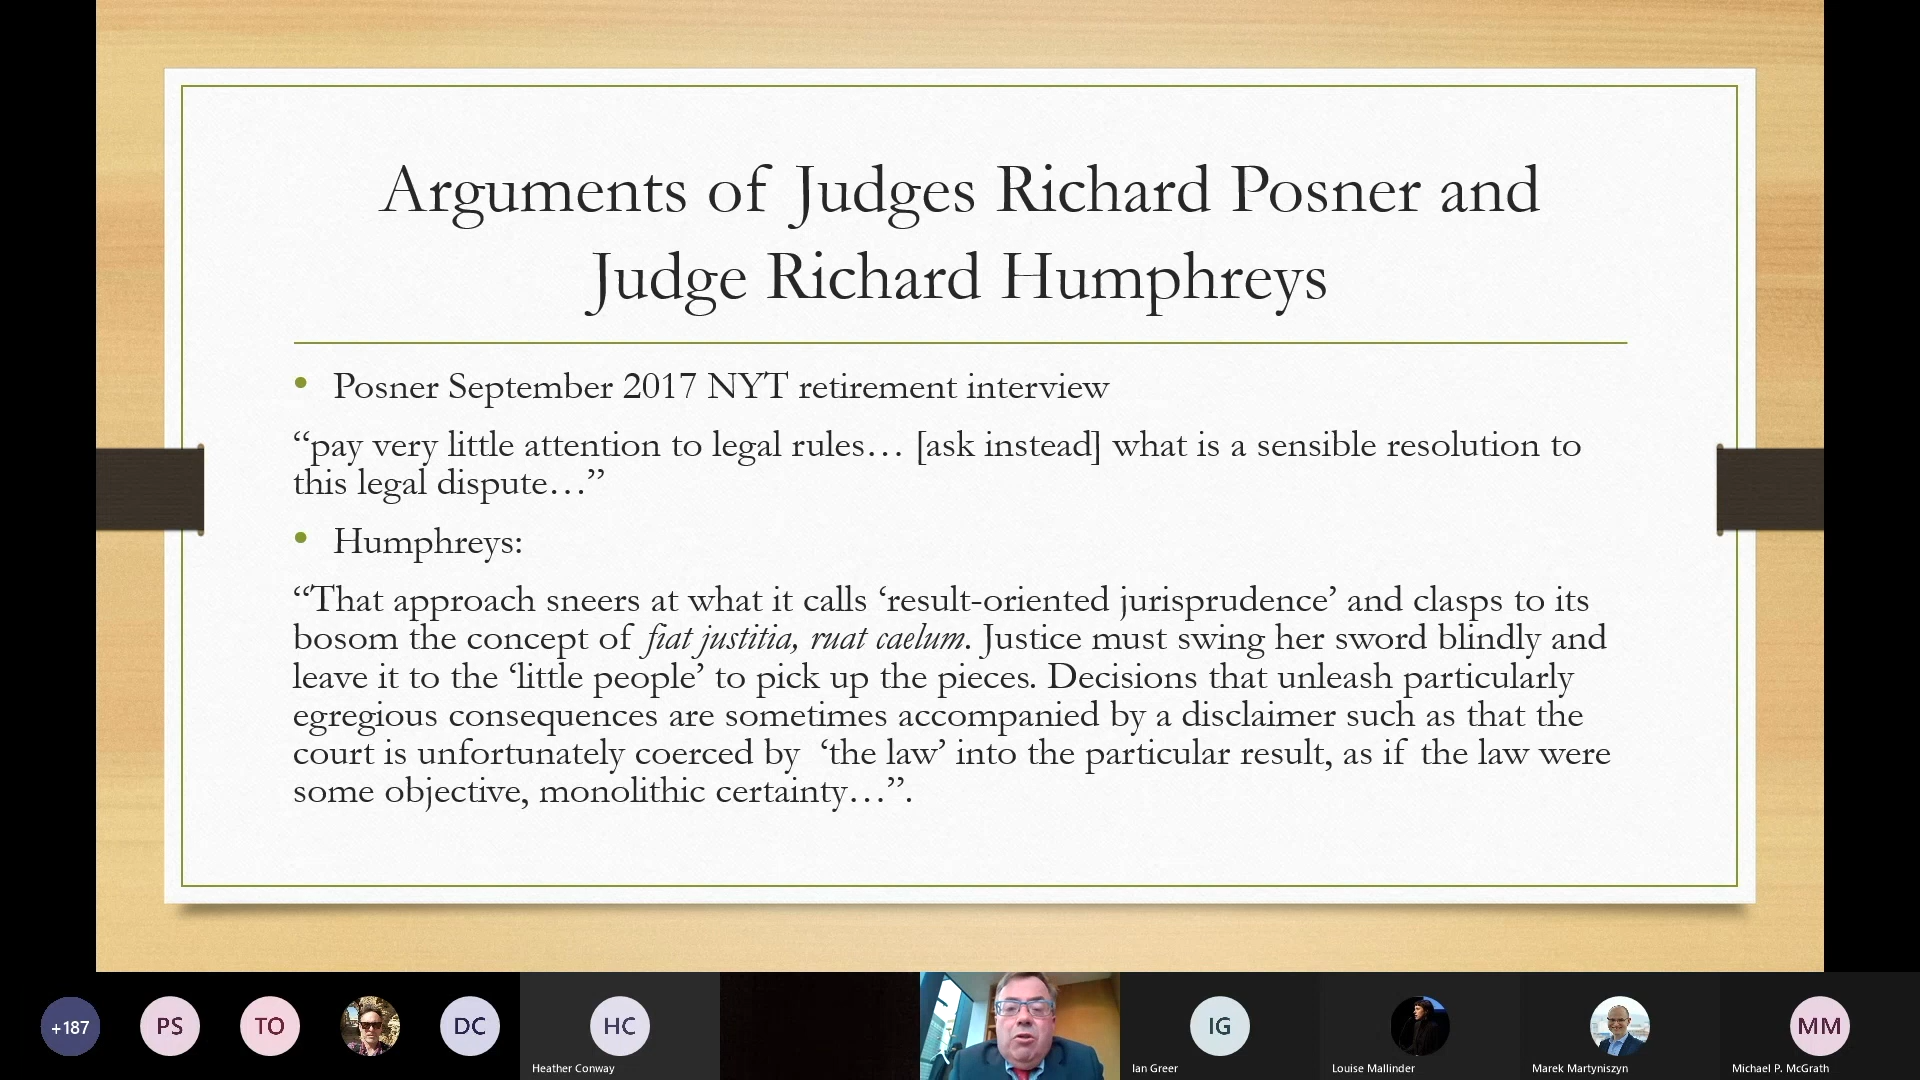 Arguments of Judges Richard Posner and
Judge Richard Humphreys
• Posner September 2017 NYT retirement interview
“pay very little attention to legal rules… [ask instead] what is a sensible resolution to
this legal dispute…”
• Humphreys:
“That approach sneers at what it calls ‘result-oriented jurisprudence’ and clasps to its
bosom the concept of fiat justitia, ruat caelum. Justice must swing her sword blindly and
leave it to the ‘little people’ to pick up the pieces. Decisions that unleash particularly
egregious consequences are sometimes accompanied by a disclaimer such as that the
court is unfortunately coerced by ‘the law’ into the particular result, as if the law were
some objective, monolithic certainty…”.
+187 PS TO DC HC IG MM
Heather Conway Ian Greer Louise Mallinder Marek Martyniszyn Michael P. McGrath